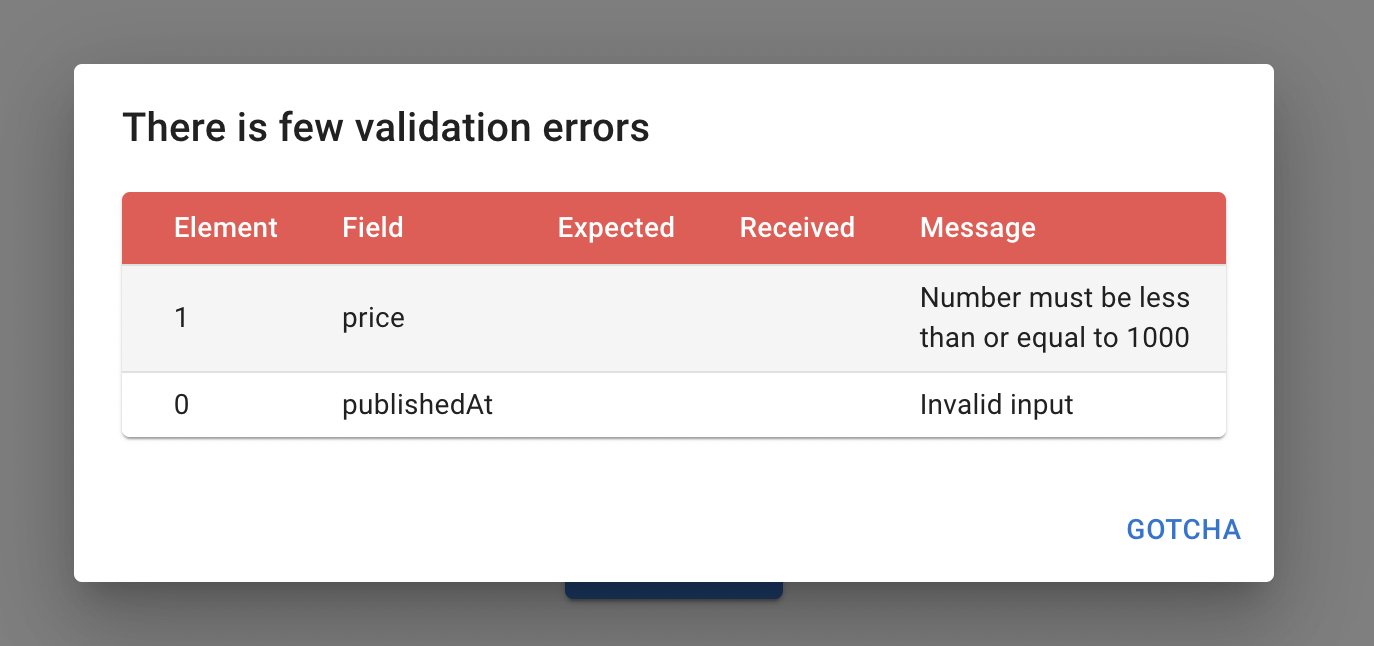 There is few validation errors
Element Field Expected Received Message
1 price Number must be less
than or equal to 1000
0 publishedAt Invalid input
GOTCHA